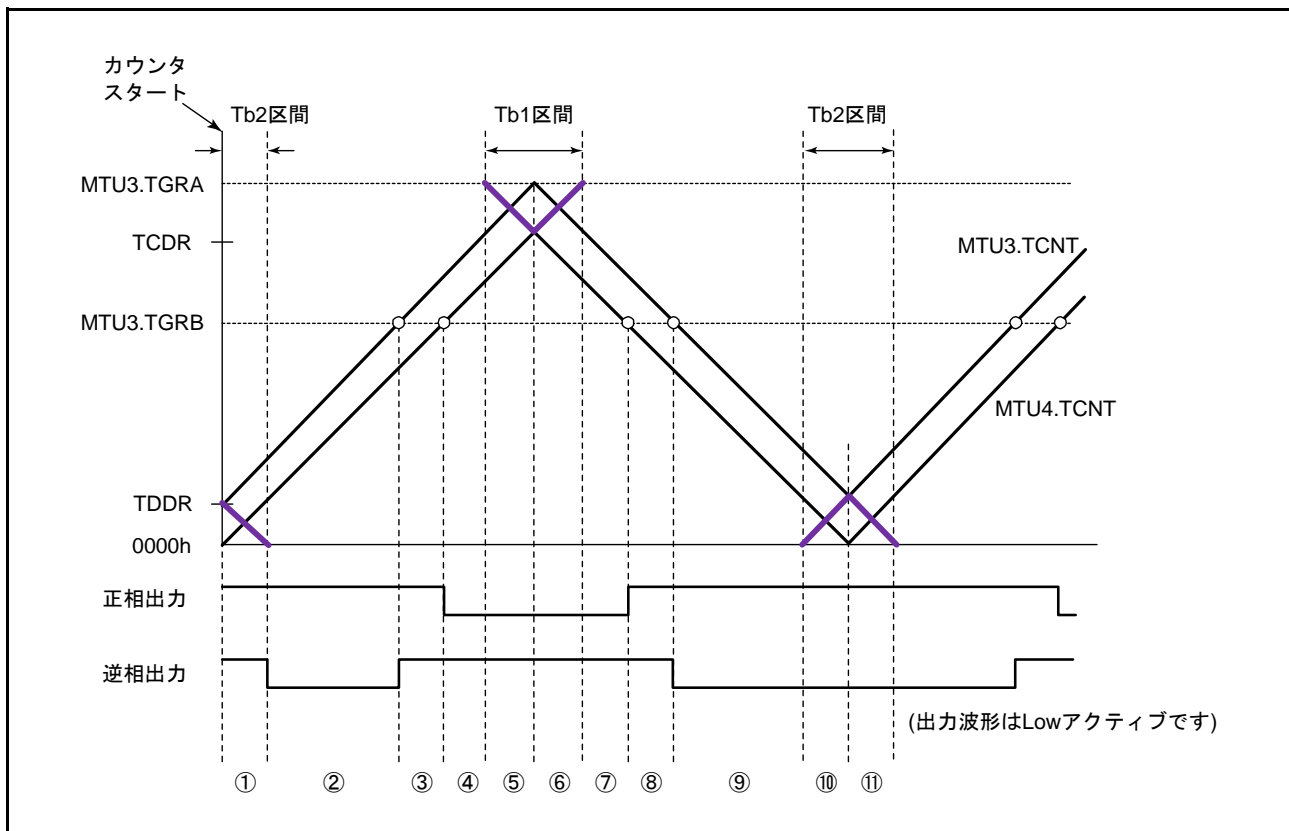 カウンタ
スタート
Tb2区間
Tb1区間
Tb2区間
MTU3.TGRA
TCDR
MTU3.TCNT
MTU3.TGRB
MTU4.TCNT
TDDR
0000h
正相出力
逆相出力
(出力波形はLowアクティブです)
① ② ③ ④ ⑤ ⑥ ⑦ ⑧ ⑨ ⑩ ⑪